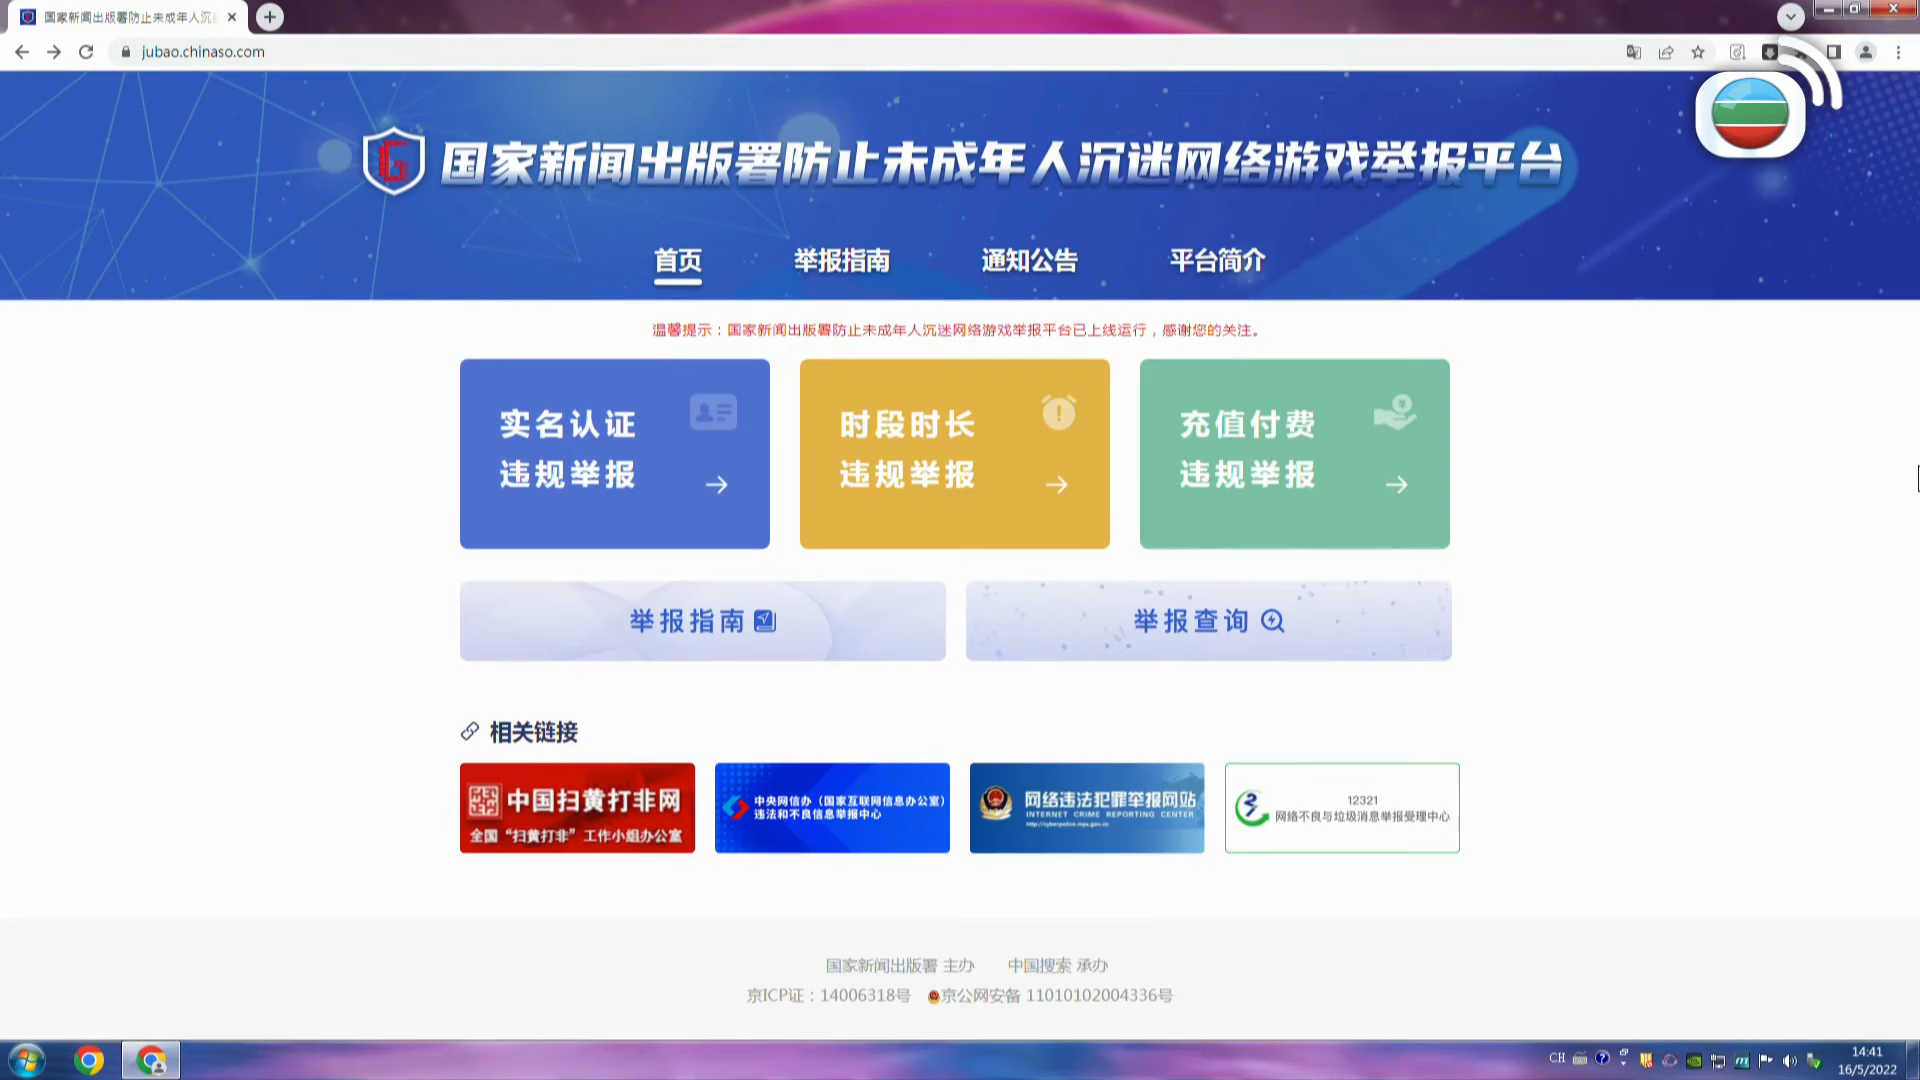 国家新闻出版署防止未成年人沉
jubao.chinaso.com
国家新闻出版署防止未成年人沉迷网络游戏举报平台
首页 举报指南 通知公告 平台简介
温馨提示：国家新闻出版署防止未成年人沉迷网络游戏举报平台已上线运行，感谢您的关注。
实名认证
违规举报
时段时长
违规举报
充值付费
违规举报
举报指南
举报查询
相关链接
中国扫黄打非网
全国“扫黄打非”工作小组办公室
中央网信办（国家互联网信息办公室）
违法和不良信息举报中心
网络违法犯罪举报网站
INTERNET CRIME REPORTING CENTER
http://cyberpolice.mps.gov.cn
12321
网络不良与垃圾消息举报受理中心
国家新闻出版署 主办 中国搜索 承办
京ICP证：14006318号 京公网安备 11010102004336号
CH
14:41
16/5/2022